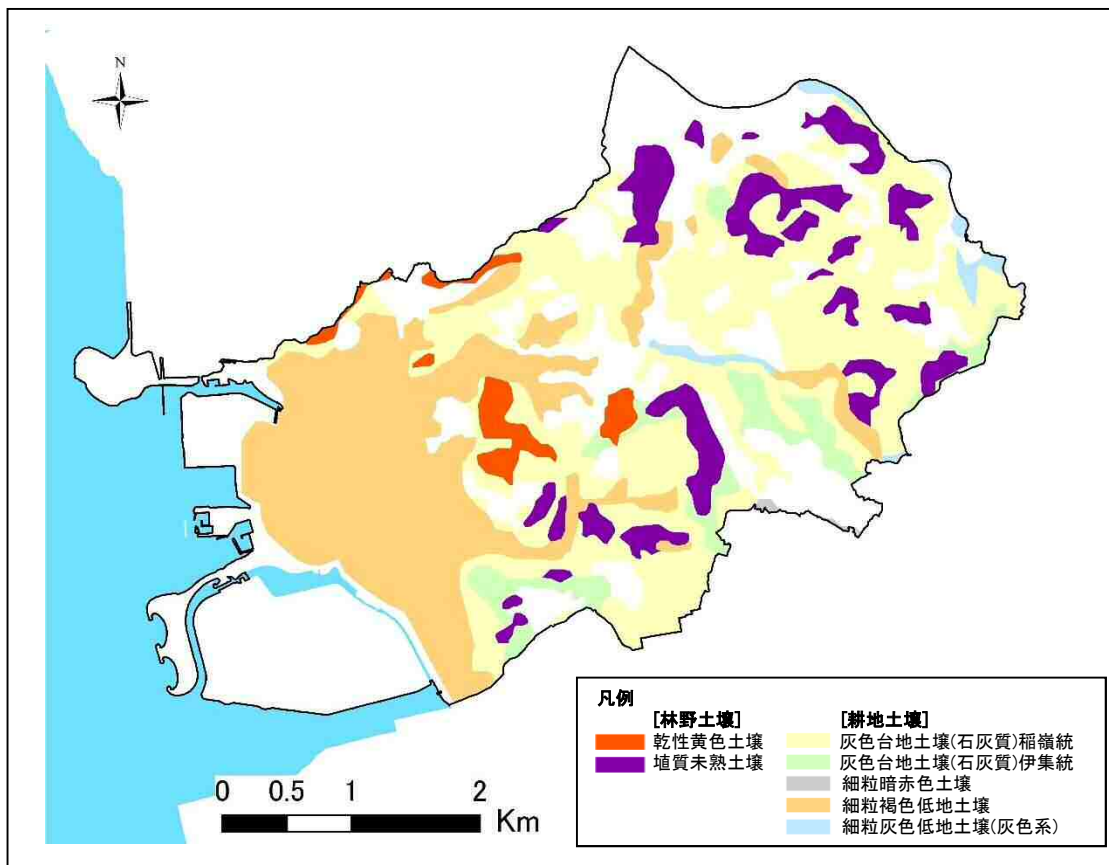 N
凡例
[林野土壌] [耕地土壌]
乾性黄色土壌 灰色台地土壌(石灰質)稲嶺統
埴質未熟土壌 灰色台地土壌(石灰質)伊集統
細粒暗赤色土壌
細粒褐色低地土壌
細粒灰色低地土壌(灰色系)
0 0.5 1 2
Km